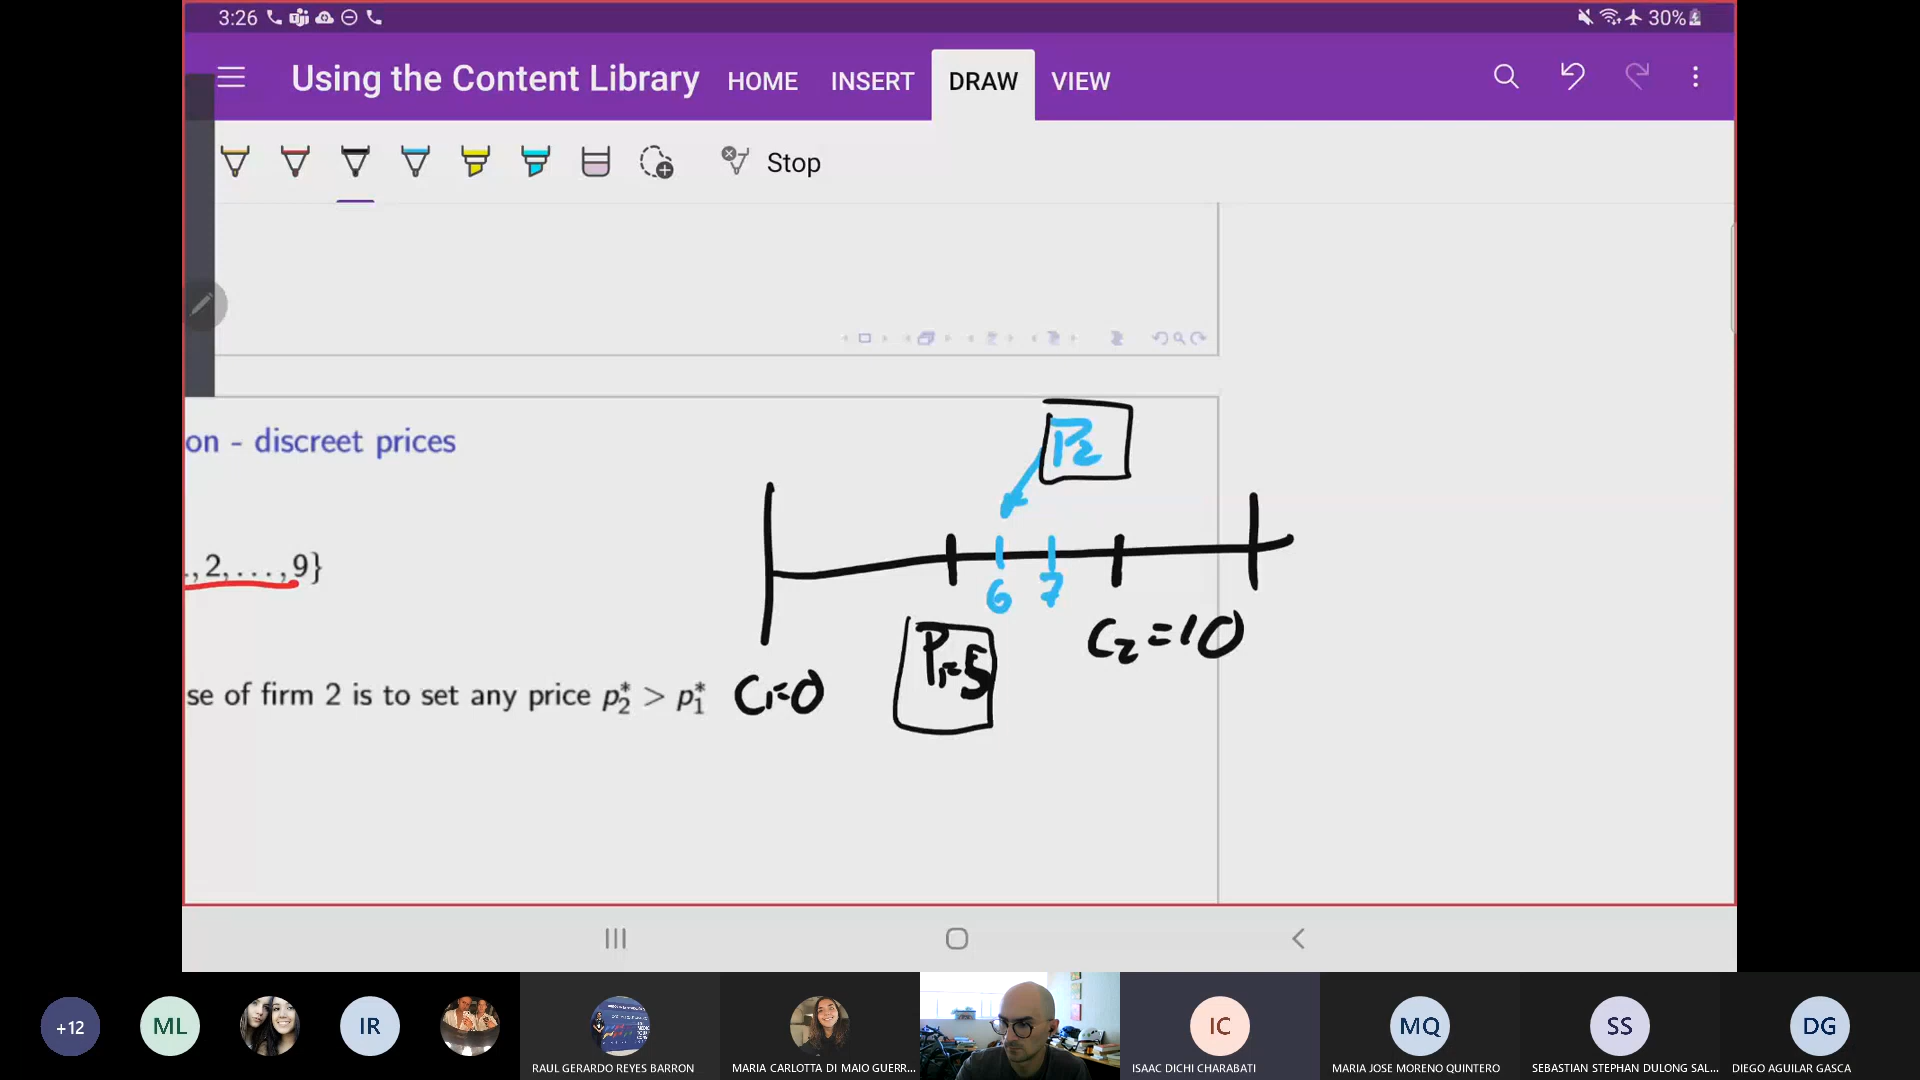 3:26 30%
Using the Content Library HOME INSERT DRAW VIEW
Stop
on - discreet prices
P2
., 2, . . . , 9}
6 7
P1=5
C2=10
se of firm 2 is to set any price p₂* > p₁* C1=0
+12 ML IR IC MQ SS DG
RAUL GERARDO REYES BARRON MARIA CARLOTTA DI MAIO GUERR... ISAAC DICHI CHARABATI MARIA JOSE MORENO QUINTERO SEBASTIAN STEPHAN DULONG SAL... DIEGO AGUILAR GASCA